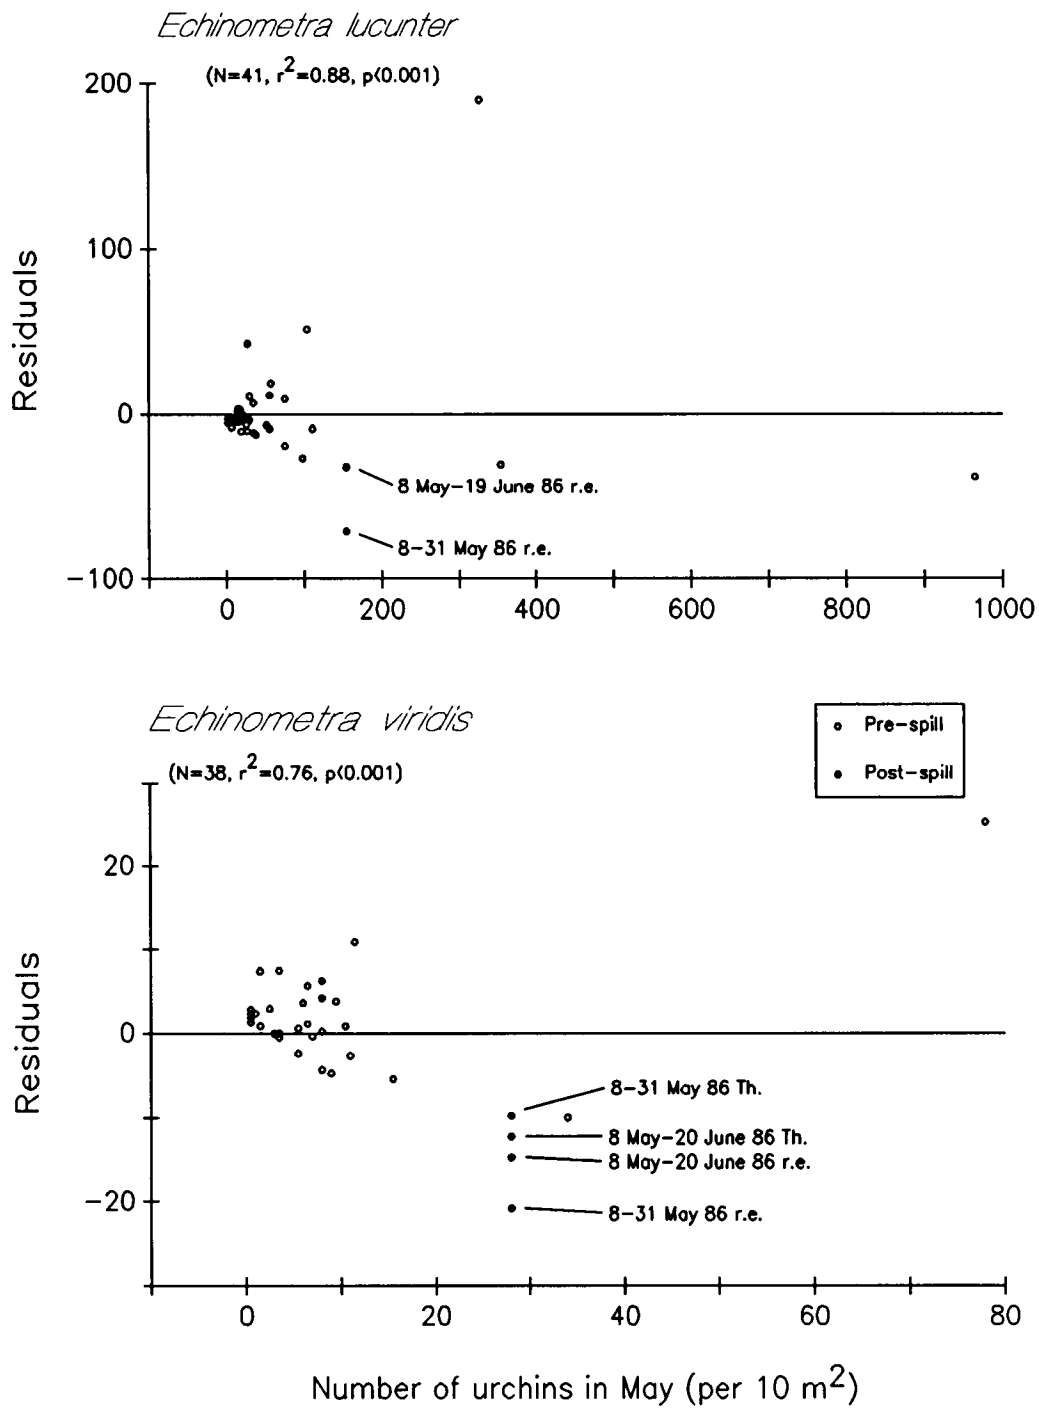 Echinometra lucunter
(N=41, r²=0.88, p<0.001)
200
100
0
−100
Residuals
8 May−19 June 86 r.e.
8−31 May 86 r.e.
0 200 400 600 800 1000
Echinometra viridis
(N=38, r²=0.76, p<0.001)
Pre−spill
Post−spill
20
0
−20
Residuals
8−31 May 86 Th.
8 May−20 June 86 Th.
8 May−20 June 86 r.e.
8−31 May 86 r.e.
0 20 40 60 80
Number of urchins in May (per 10 m²)